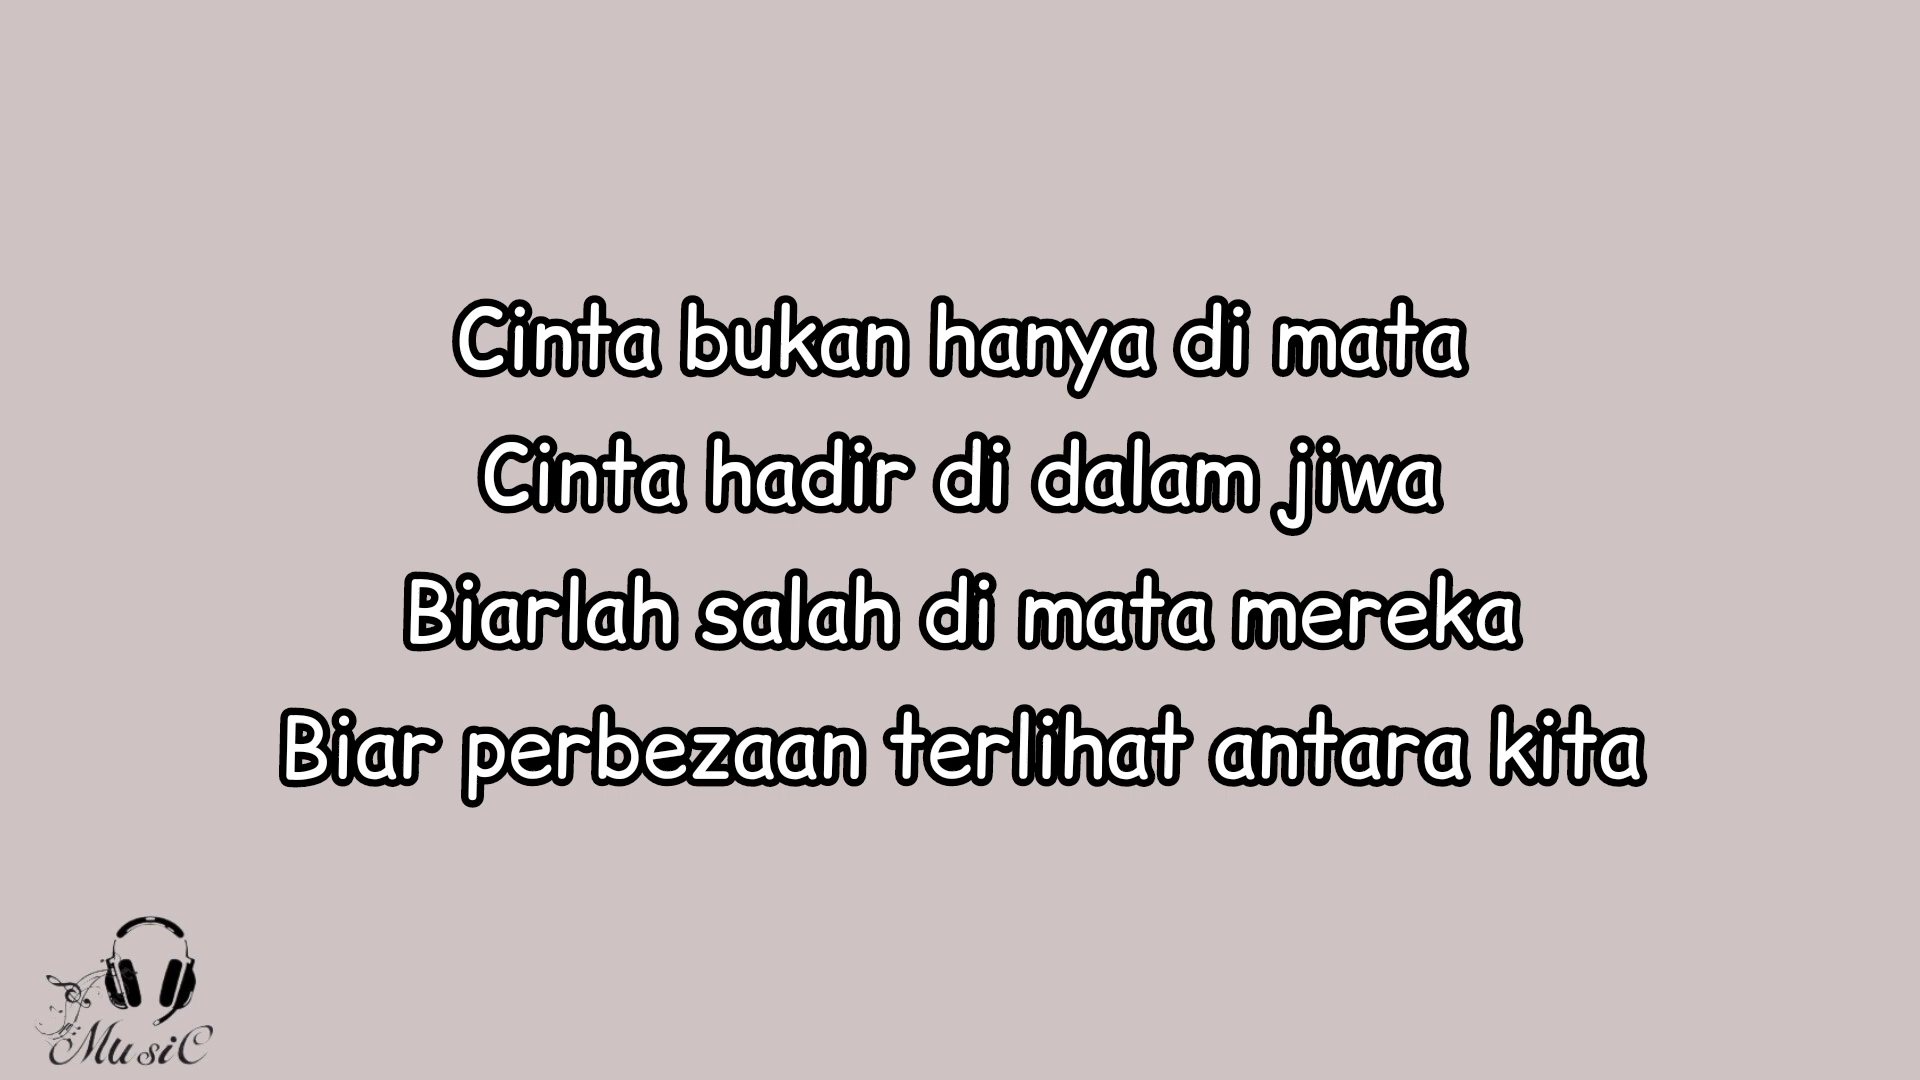 Cinta bukan hanya di mata
Cinta hadir di dalam jiwa
Biarlah salah di mata mereka
Biar perbezaan terlihat antara kita
MusiC